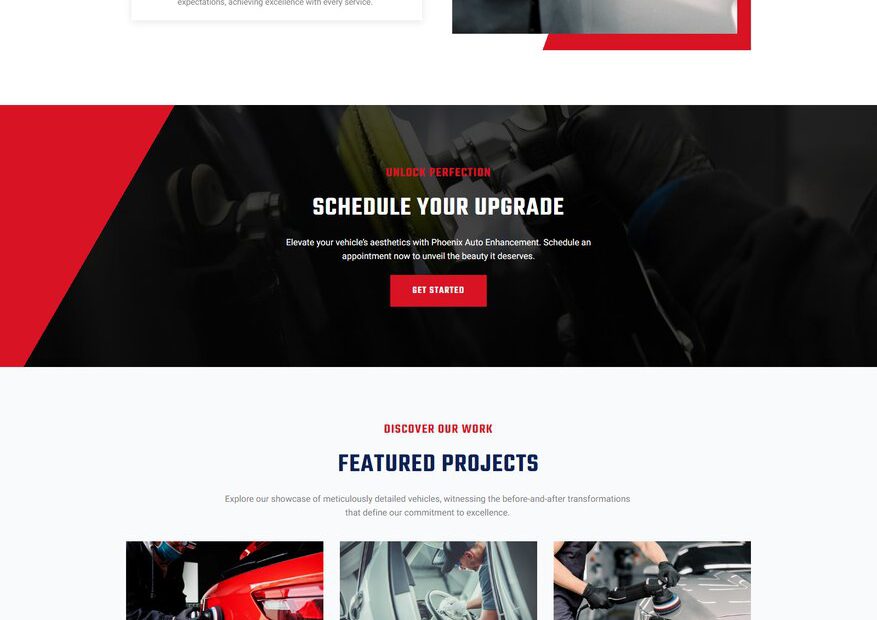 expectations, achieving excellence with every service.
UNLOCK PERFECTION
SCHEDULE YOUR UPGRADE
Elevate your vehicle's aesthetics with Phoenix Auto Enhancement. Schedule an
appointment now to unveil the beauty it deserves.
GET STARTED
DISCOVER OUR WORK
FEATURED PROJECTS
Explore our showcase of meticulously detailed vehicles, witnessing the before-and-after transformations
that define our commitment to excellence.